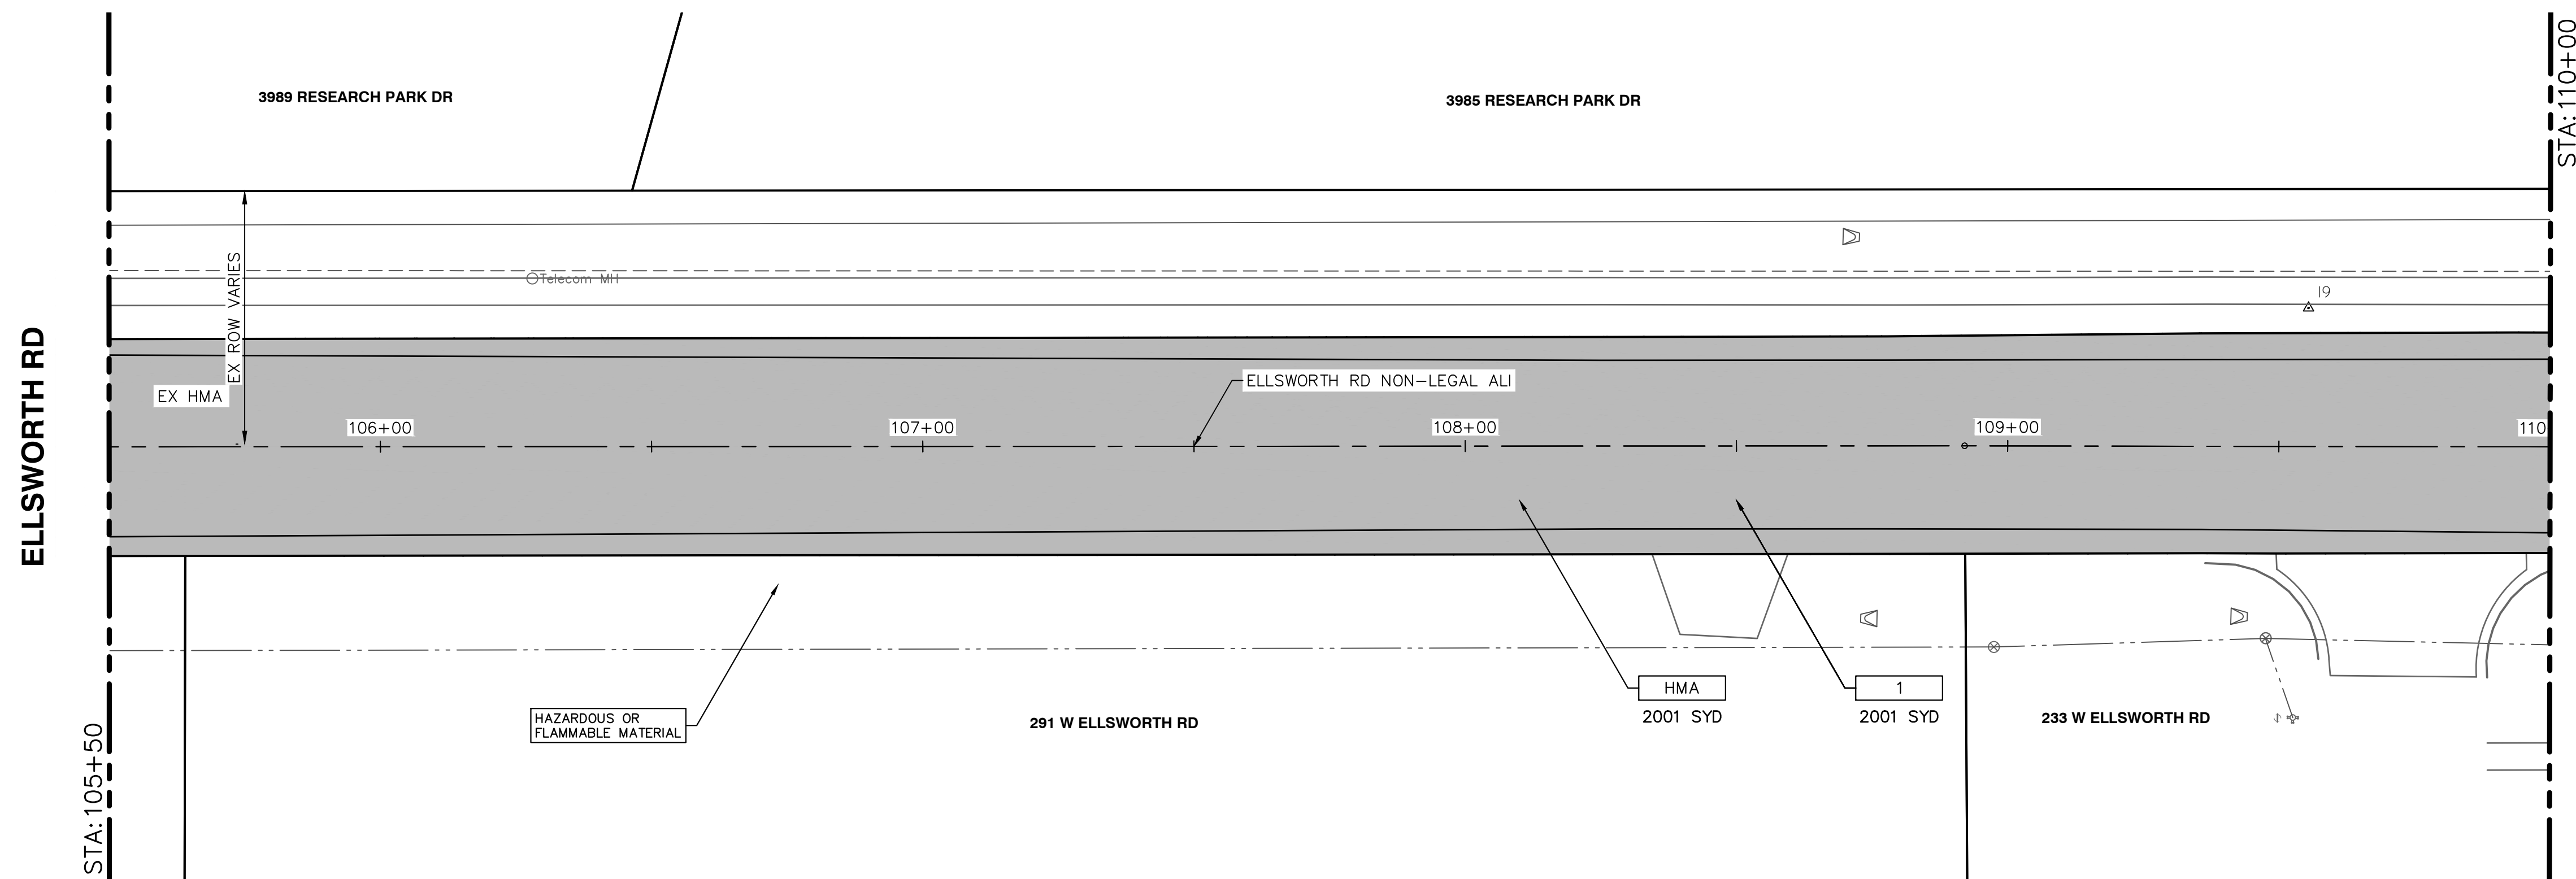 ELLSWORTH RD
STA: 105+50
STA: 110+00
3989 RESEARCH PARK DR
3985 RESEARCH PARK DR
EX ROW VARIES
Telecom MH
19
EX HMA
ELLSWORTH RD NON-LEGAL ALI
106+00
107+00
108+00
109+00
110
HAZARDOUS OR
FLAMMABLE MATERIAL
291 W ELLSWORTH RD
HMA
2001 SYD
1
2001 SYD
233 W ELLSWORTH RD